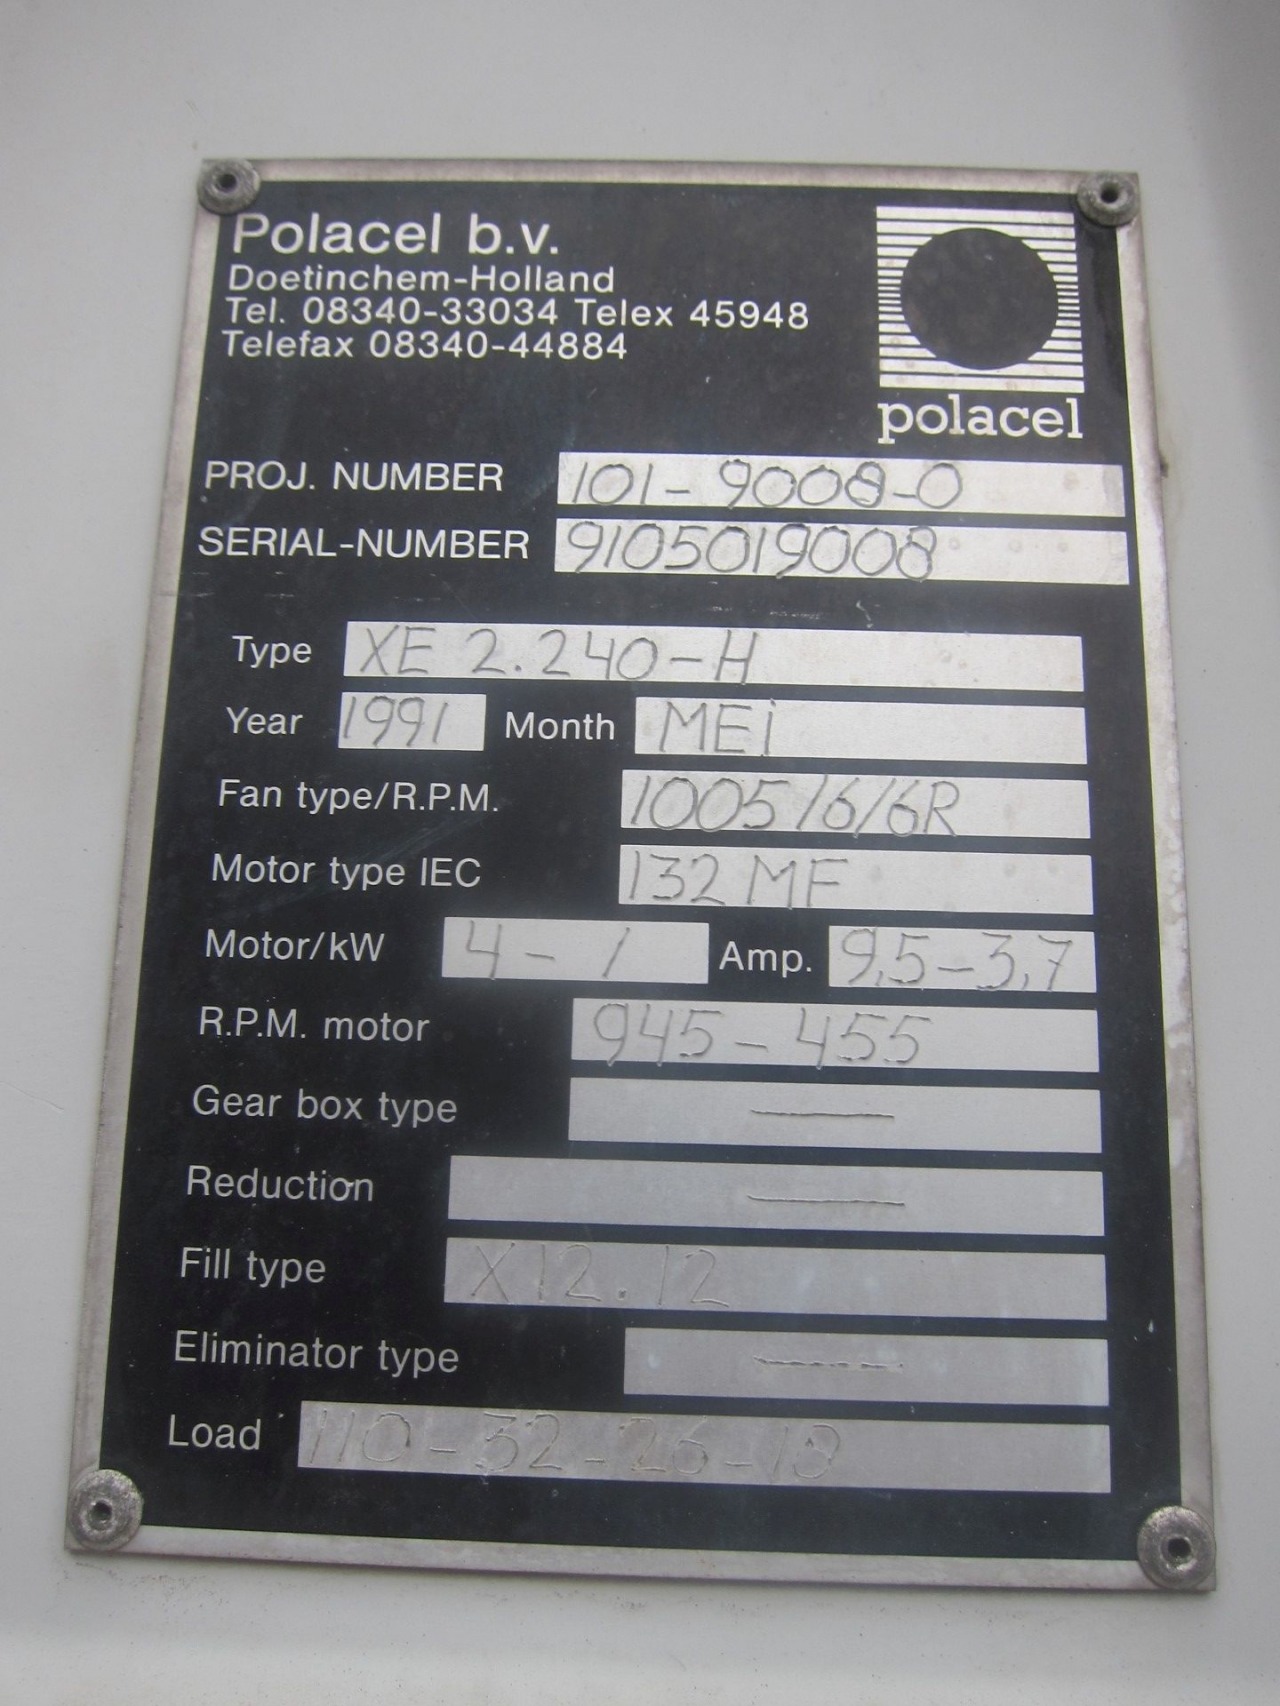 Polacel b.v.
Doetinchem-Holland
Tel. 08340-33034 Telex 45948
Telefax 08340-44884
polacel
PROJ. NUMBER 101-9008-0
SERIAL-NUMBER 9105019008
Type XE 2.240-H
Year 1991 Month MEi
Fan type/R.P.M. 1005/6/6R
Motor type IEC 132 MF
Motor/kW 4-1 Amp. 9,5-3,7
R.P.M. motor 945-455
Gear box type —
Reduction —
Fill type X12.12
Eliminator type —
Load 110-32-26-18